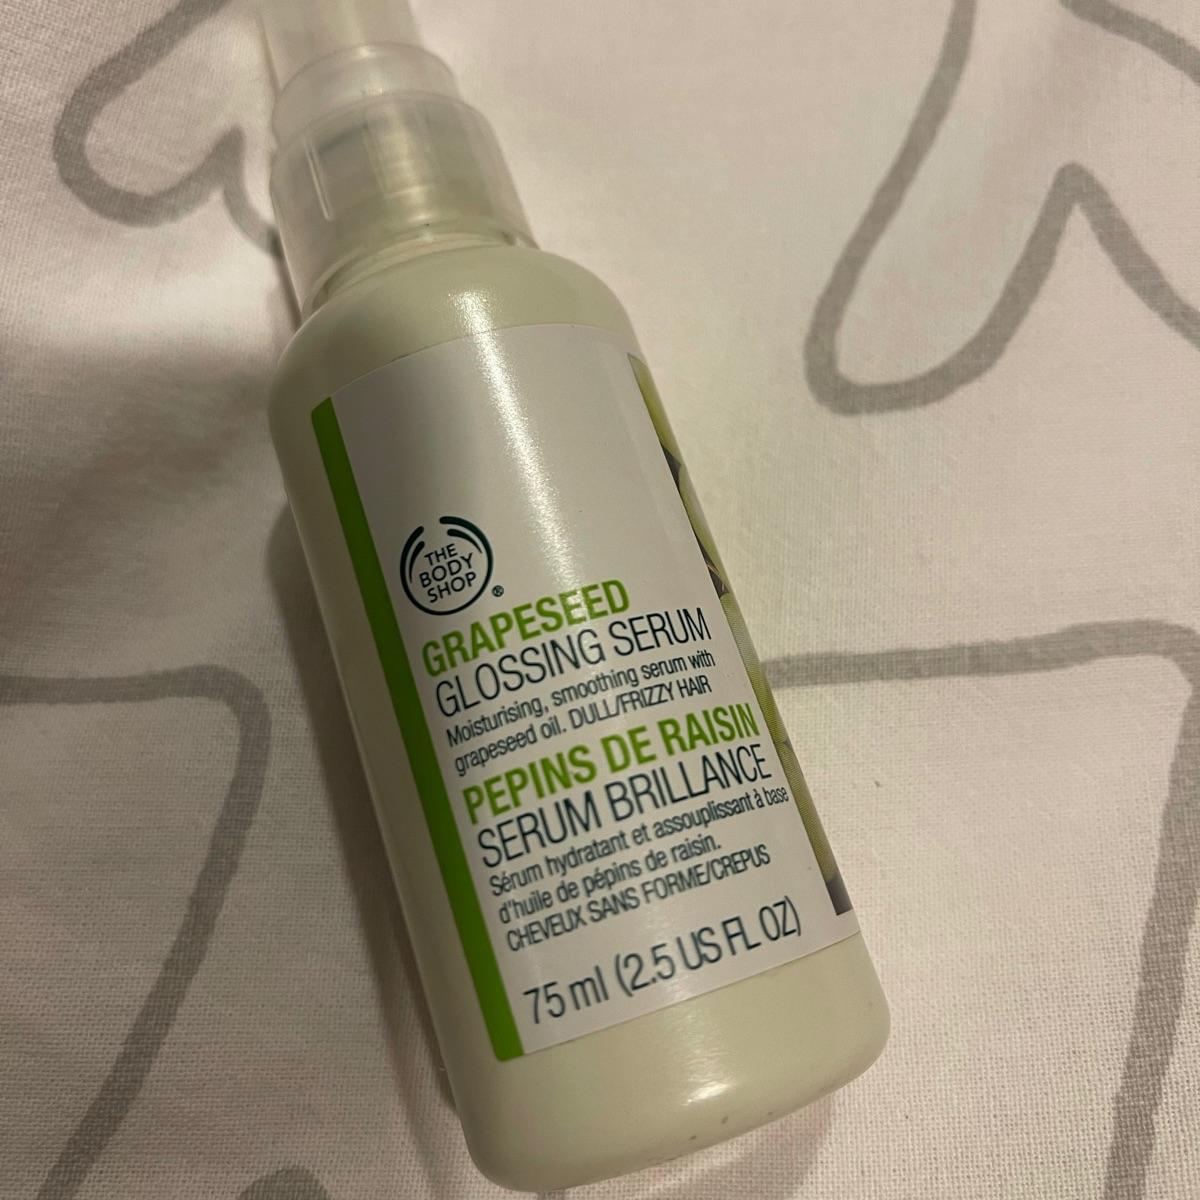 THE
BODY
SHOP
®
GRAPESEED
GLOSSING SERUM
Moisturising, smoothing serum with
grapeseed oil. DULL/FRIZZY HAIR
PEPINS DE RAISIN
SERUM BRILLANCE
Sérum hydratant et assouplissant à base
d'huile de pépins de raisin.
CHEVEUX SANS FORME/CREPUS
75 ml (2.5 US FL OZ)